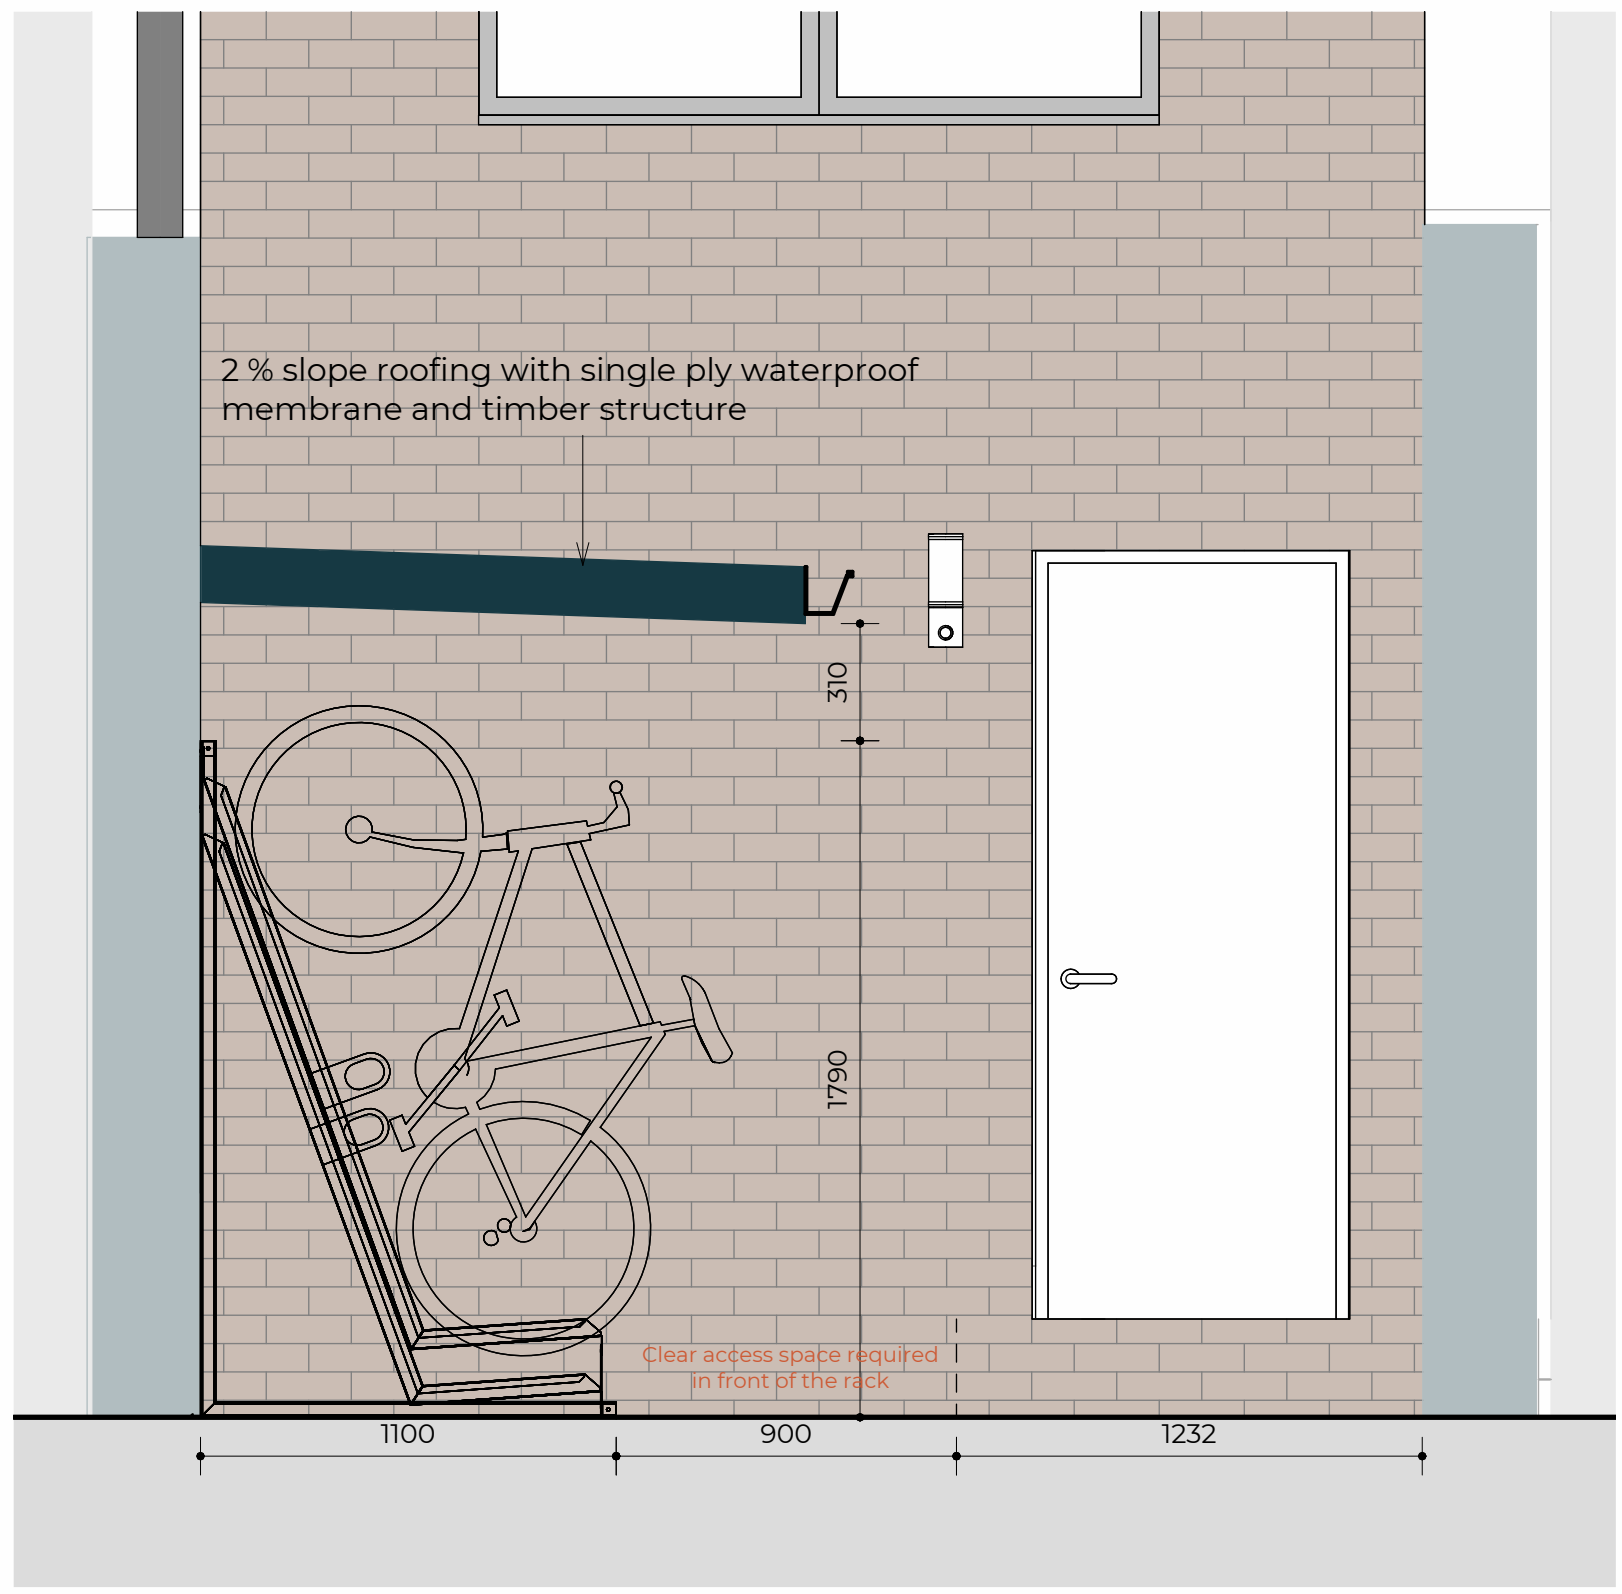 2 % slope roofing with single ply waterproof
membrane and timber structure
310
1790
Clear access space required
in front of the rack
1100
900
1232